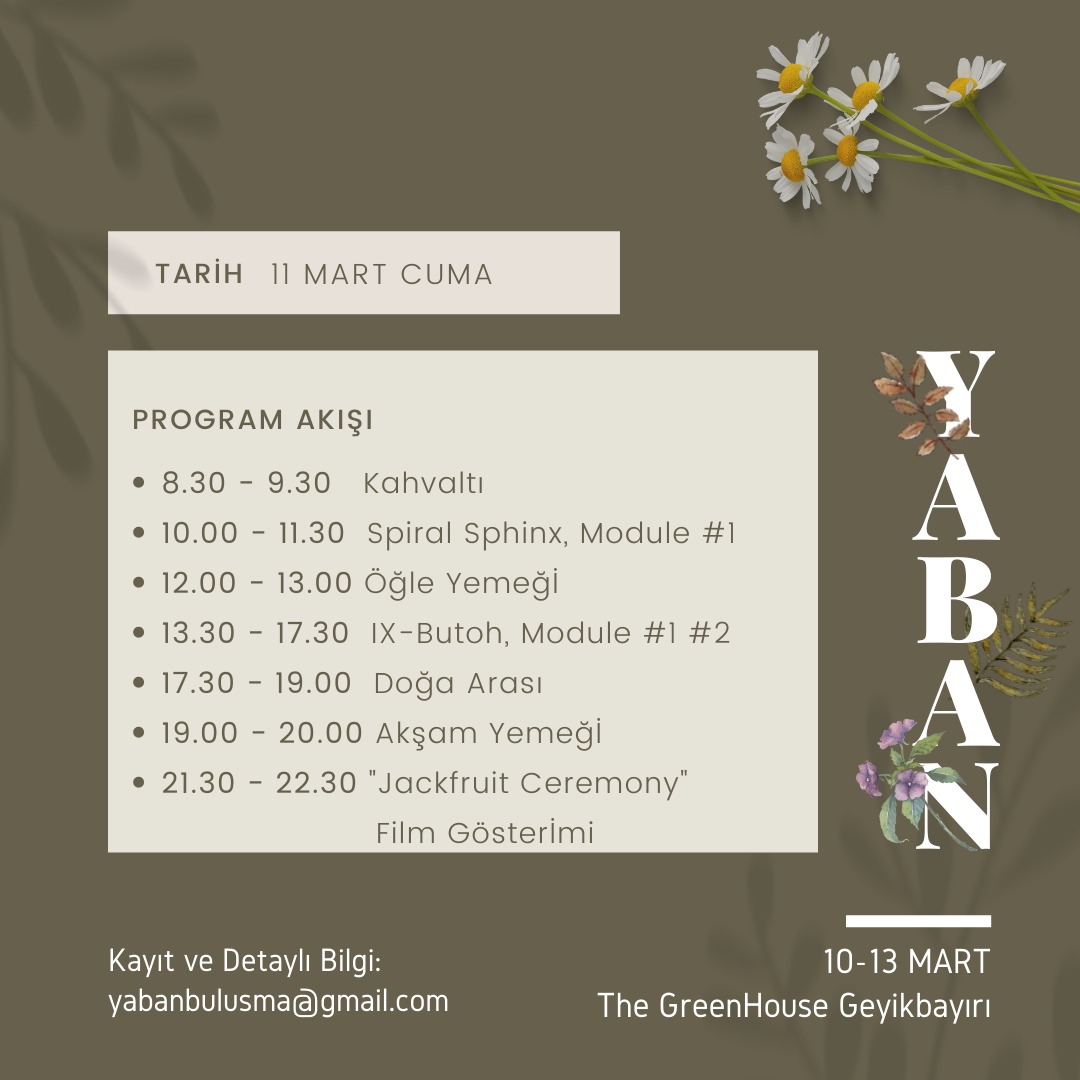 TARİH 11 MART CUMA
PROGRAM AKIŞI
• 8.30 - 9.30 Kahvaltı
• 10.00 - 11.30 Spiral Sphinx, Module #1
• 12.00 - 13.00 Öğle Yemeğİ
• 13.30 - 17.30 IX-Butoh, Module #1 #2
• 17.30 - 19.00 Doğa Arası
• 19.00 - 20.00 Akşam Yemeğİ
• 21.30 - 22.30 "Jackfruit Ceremony"
Film Gösterİmi
YABAN
Kayıt ve Detaylı Bilgi:
yabanbulusma@gmail.com
10-13 MART
The GreenHouse Geyikbayırı